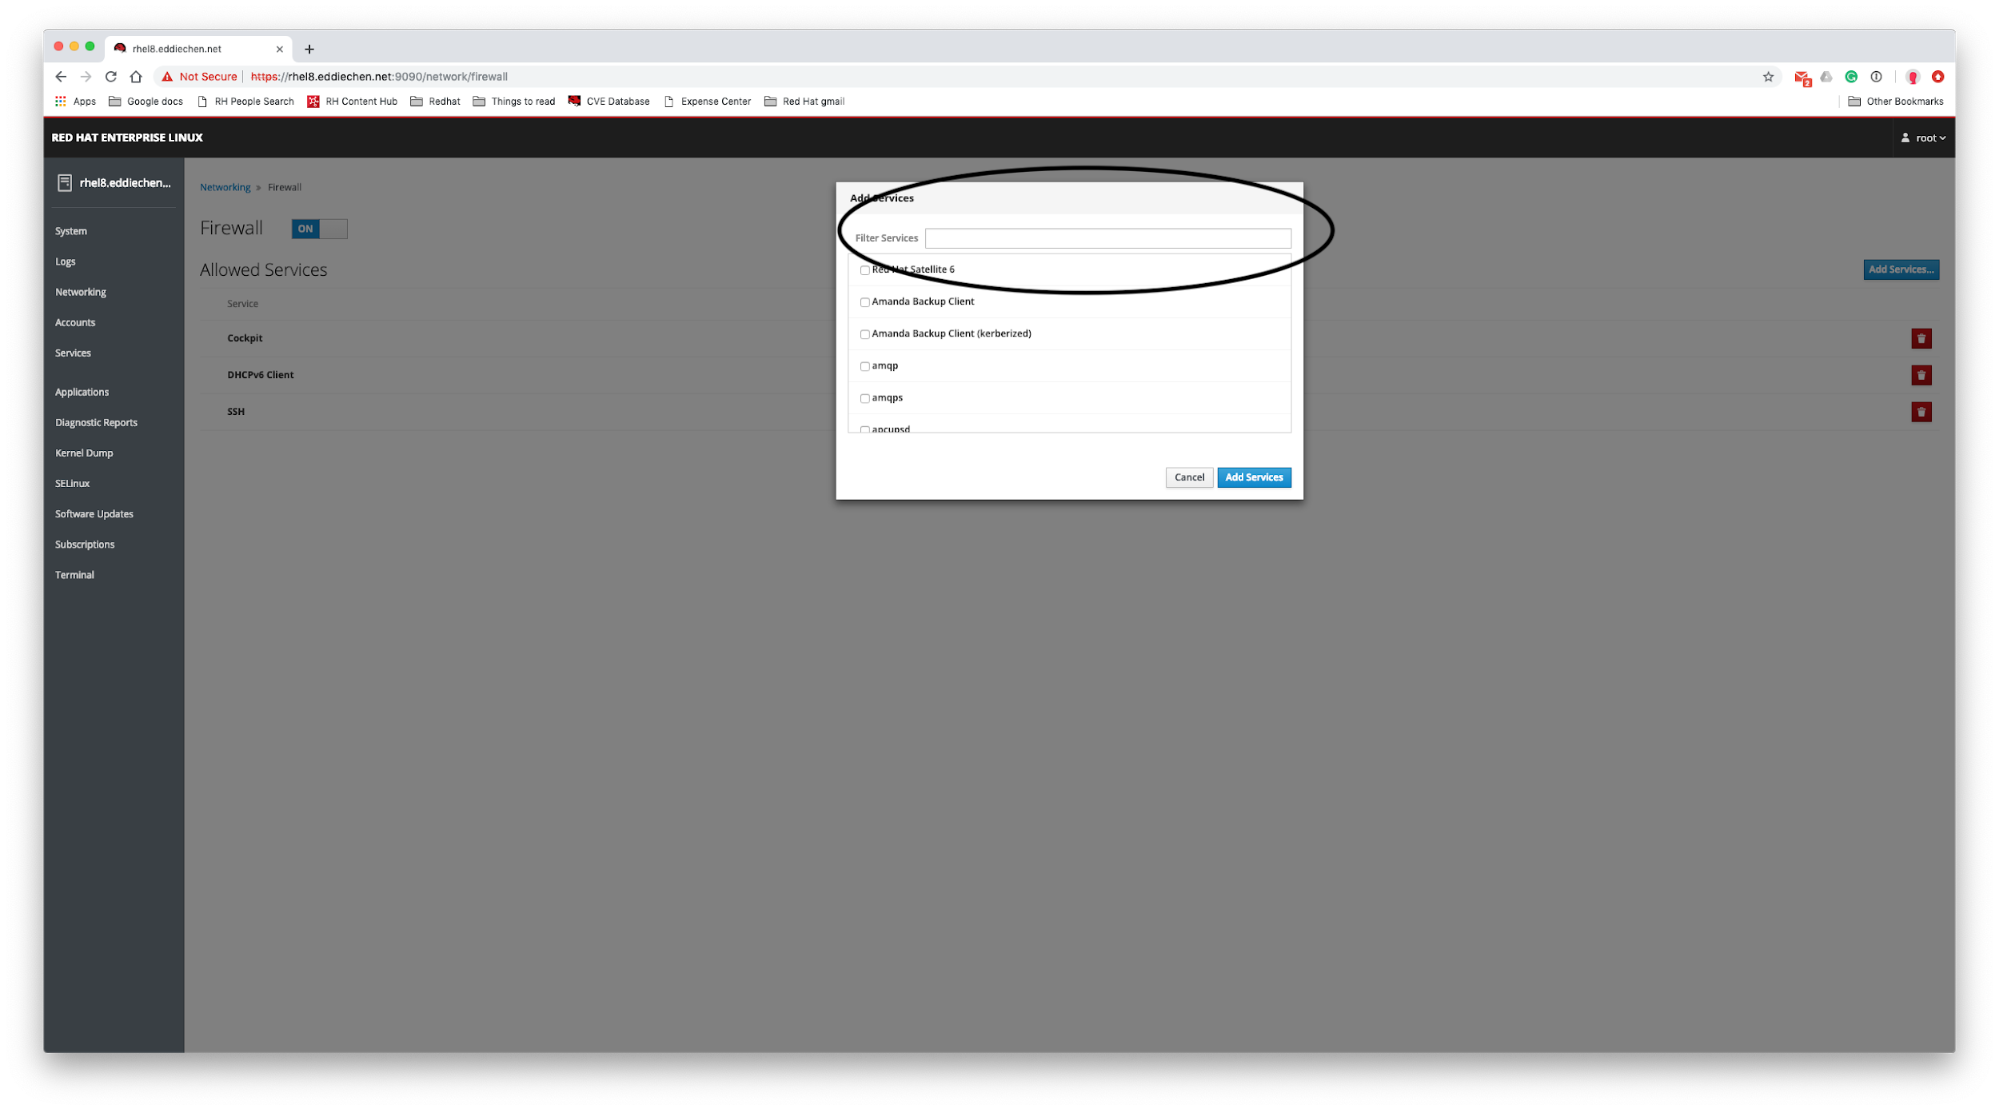 rhel8.eddiechen.net
Not Secure https://rhel8.eddiechen.net:9090/network/firewall
2
Apps Google docs RH People Search RH Content Hub Redhat Things to read CVE Database Expense Center Red Hat gmail Other Bookmarks
RED HAT ENTERPRISE LINUX root
rhel8.eddiechen...
System
Logs
Networking
Accounts
Services
Applications
Diagnostic Reports
Kernel Dump
SELinux
Software Updates
Subscriptions
Terminal
Networking » Firewall
Firewall ON
Allowed Services Add Services...
Service
Cockpit
DHCPv6 Client
SSH
Add Services
Filter Services
Red Hat Satellite 6
Amanda Backup Client
Amanda Backup Client (kerberized)
amqp
amqps
apcupsd
Cancel Add Services